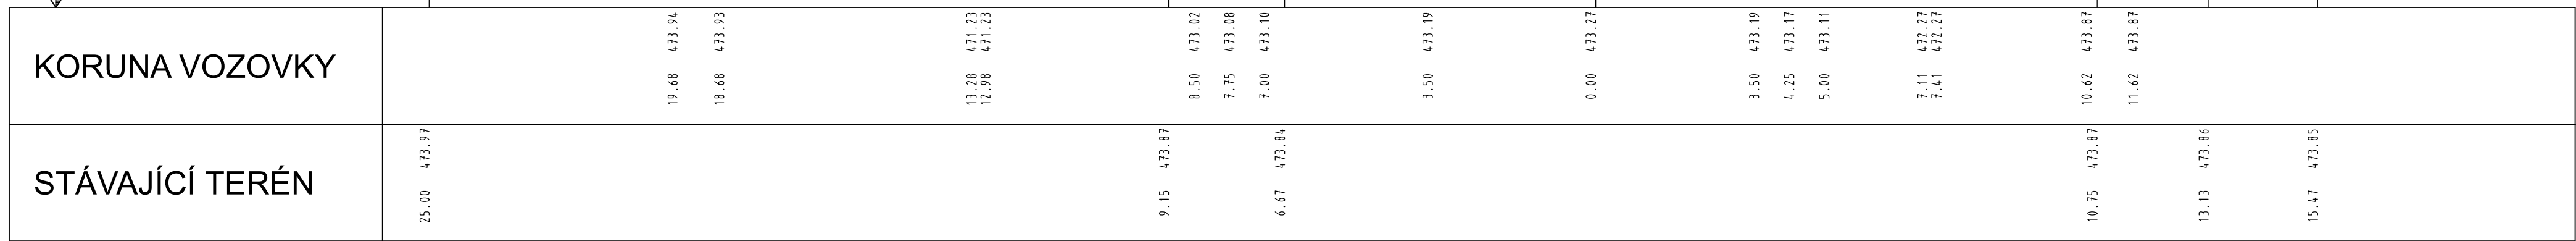 KORUNA VOZOVKY
473.94 473.93 471.23 471.23 473.02 473.08 473.10 473.19 473.27 473.19 473.17 473.11 472.27 472.27 473.87 473.87
19.68 18.68 13.28 12.98 8.50 7.75 7.00 3.50 0.00 3.50 4.25 5.00 7.11 7.41 10.62 11.62
STÁVAJÍCÍ TERÉN
473.97 473.87 473.84 473.87 473.86 473.85
25.00 9.15 6.67 10.75 13.13 15.47